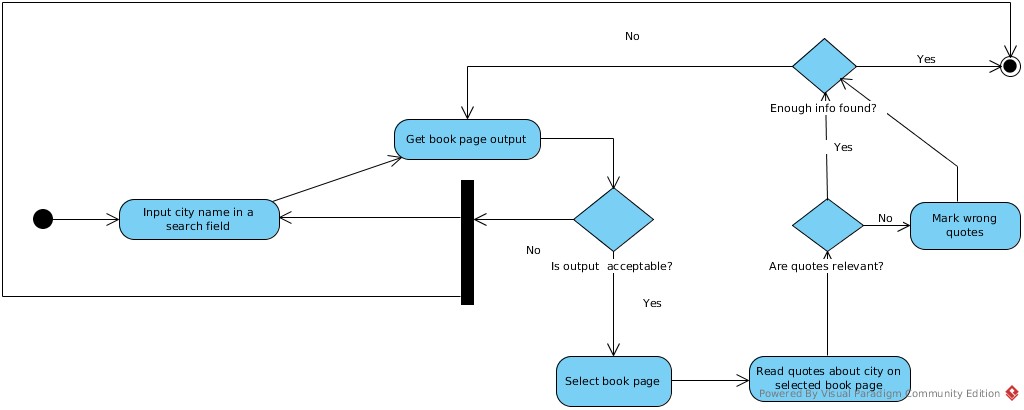 No
Yes
Enough info found?
Get book page output
Yes
Input city name in a
search field
No
Mark wrong
quotes
No
Is output  acceptable?
Are quotes relevant?
Yes
Select book page
Read quotes about city on
selected book page
Powered By Visual Paradigm Community Edition